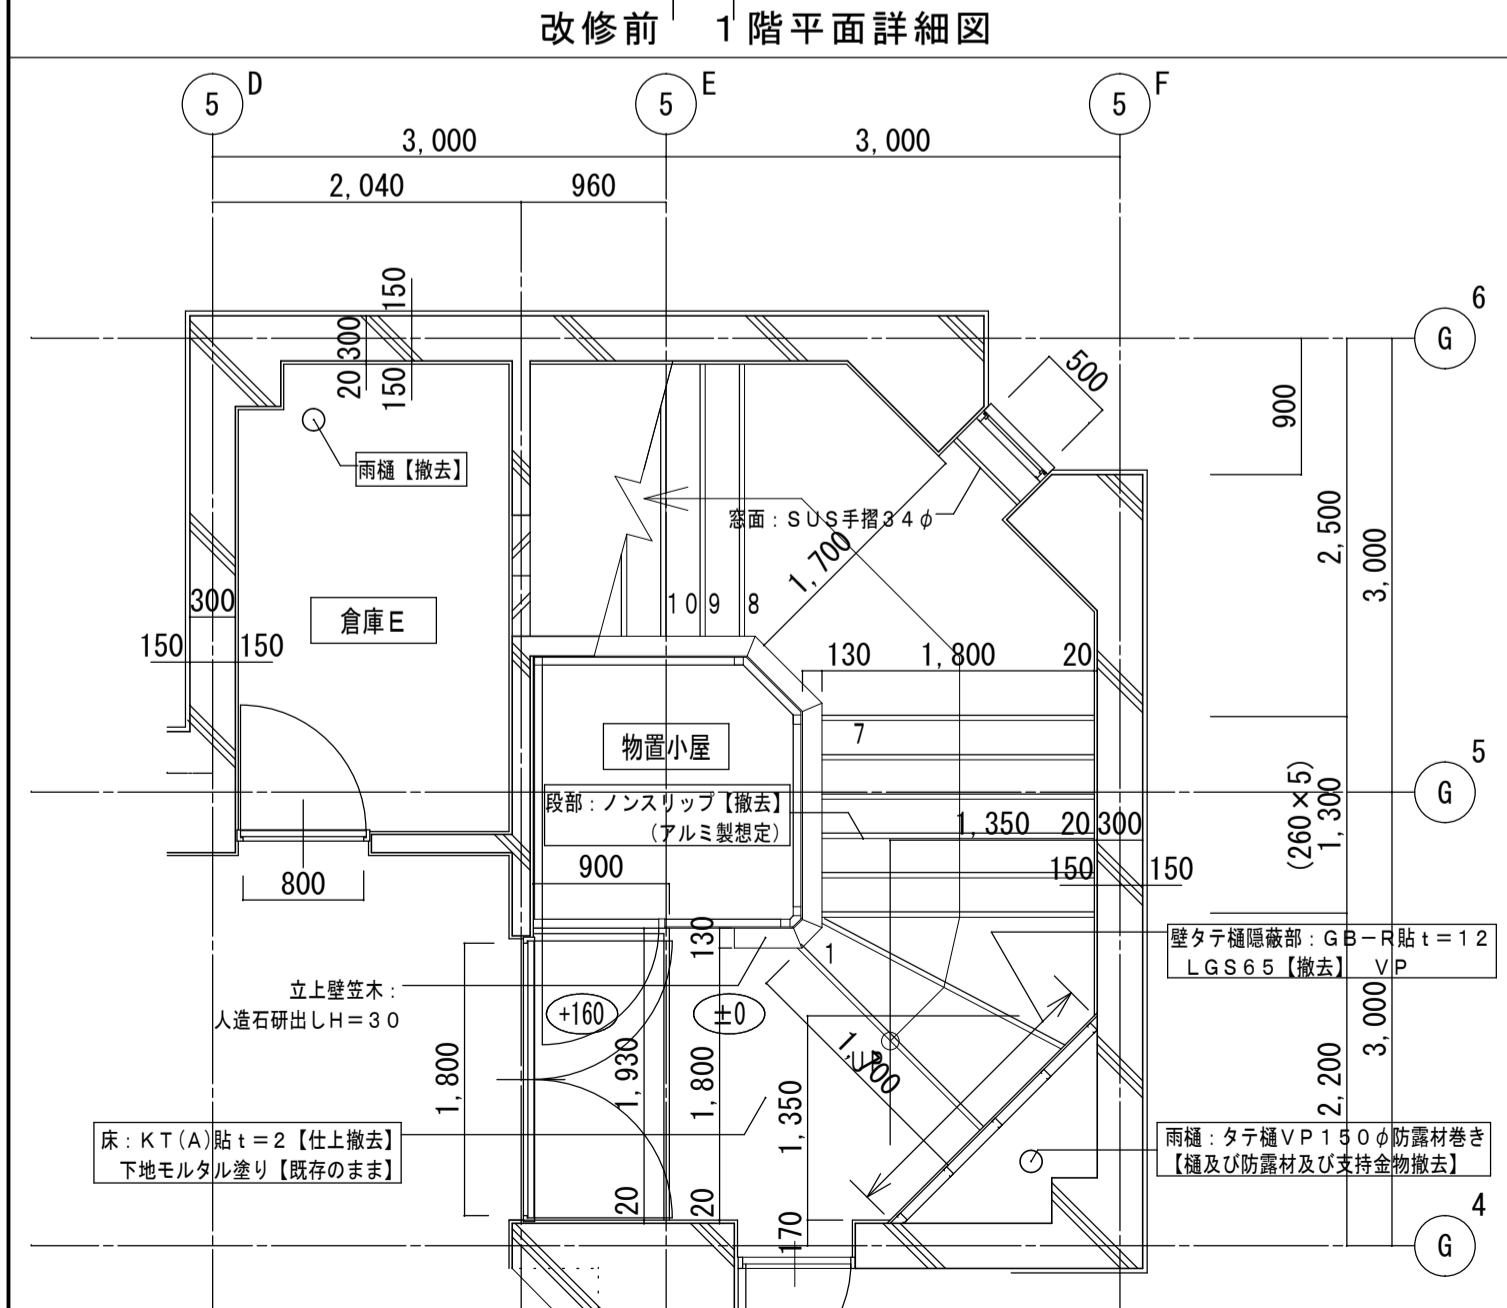 改修前　１階平面詳細図
5 D
5 E
5 F
3,000
3,000
2,040
960
150
20 300
150
6
G
500
900
雨樋【撤去】
窓面：ＳＵＳ手摺３４φ
2,500
3,000
1,700
300
倉庫Ｅ
10 9 8
150
150
130
1,800
20
7
物置小屋
5
G
段部：ノンスリップ【撤去】
（アルミ製想定）
1,350
20 300
(260×5)
1,300
800
900
150
150
130
1
壁タテ樋隠蔽部：ＧＢ－Ｒ貼ｔ＝１２
ＬＧＳ６５【撤去】　ＶＰ
立上壁笠木：
人造石研出しＨ＝３０
+160
±0
1,800
1,930
1,800
1,350
1,700
UP
2,200
3,000
床：ＫＴ(Ａ)貼ｔ＝２【仕上撤去】
下地モルタル塗り【既存のまま】
雨樋：タテ樋ＶＰ１５０φ防露材巻き
【樋及び防露材及び支持金物撤去】
20
20
170
4
G